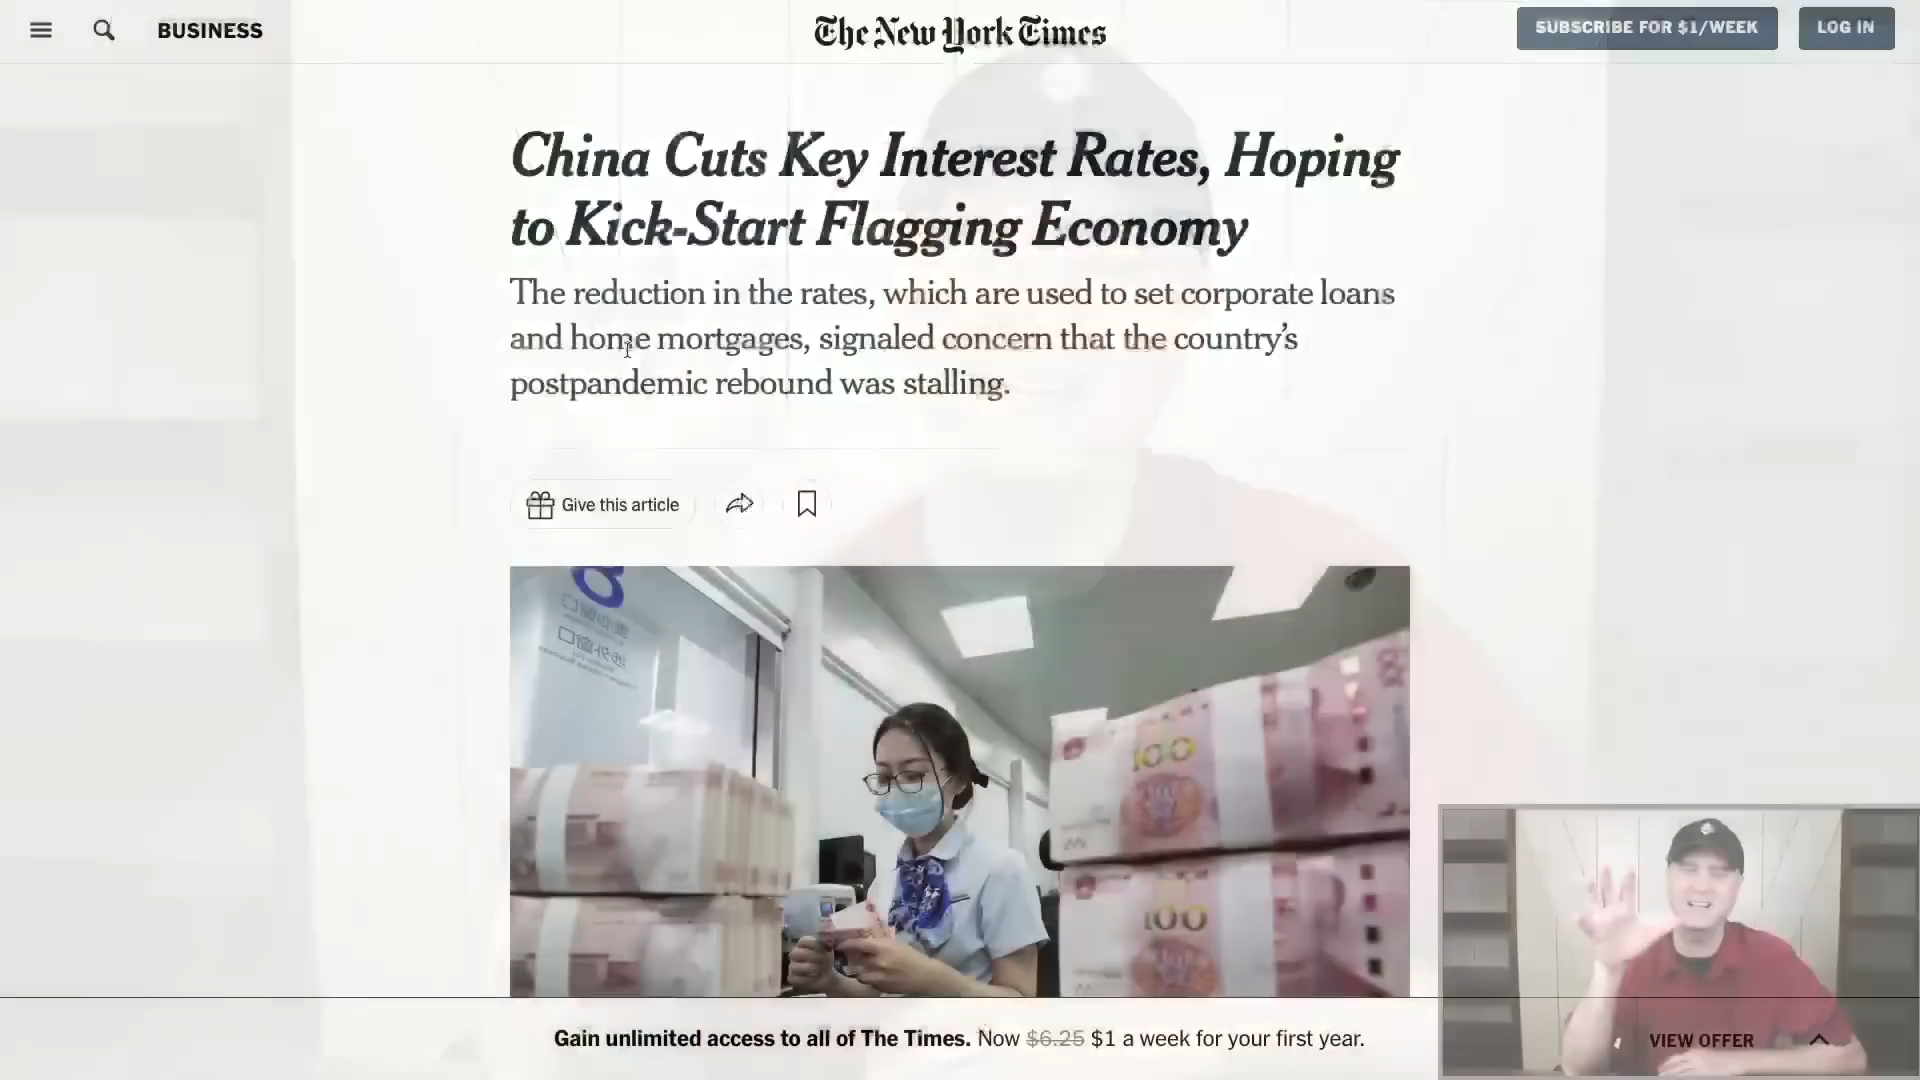 BUSINESS
The New York Times
SUBSCRIBE FOR $1/WEEK
LOG IN
China Cuts Key Interest Rates, Hoping
to Kick-Start Flagging Economy
The reduction in the rates, which are used to set corporate loans
and home mortgages, signaled concern that the country's
postpandemic rebound was stalling.
Give this article
8
100
100
Gain unlimited access to all of The Times. Now $6.25 $1 a week for your first year.
VIEW OFFER